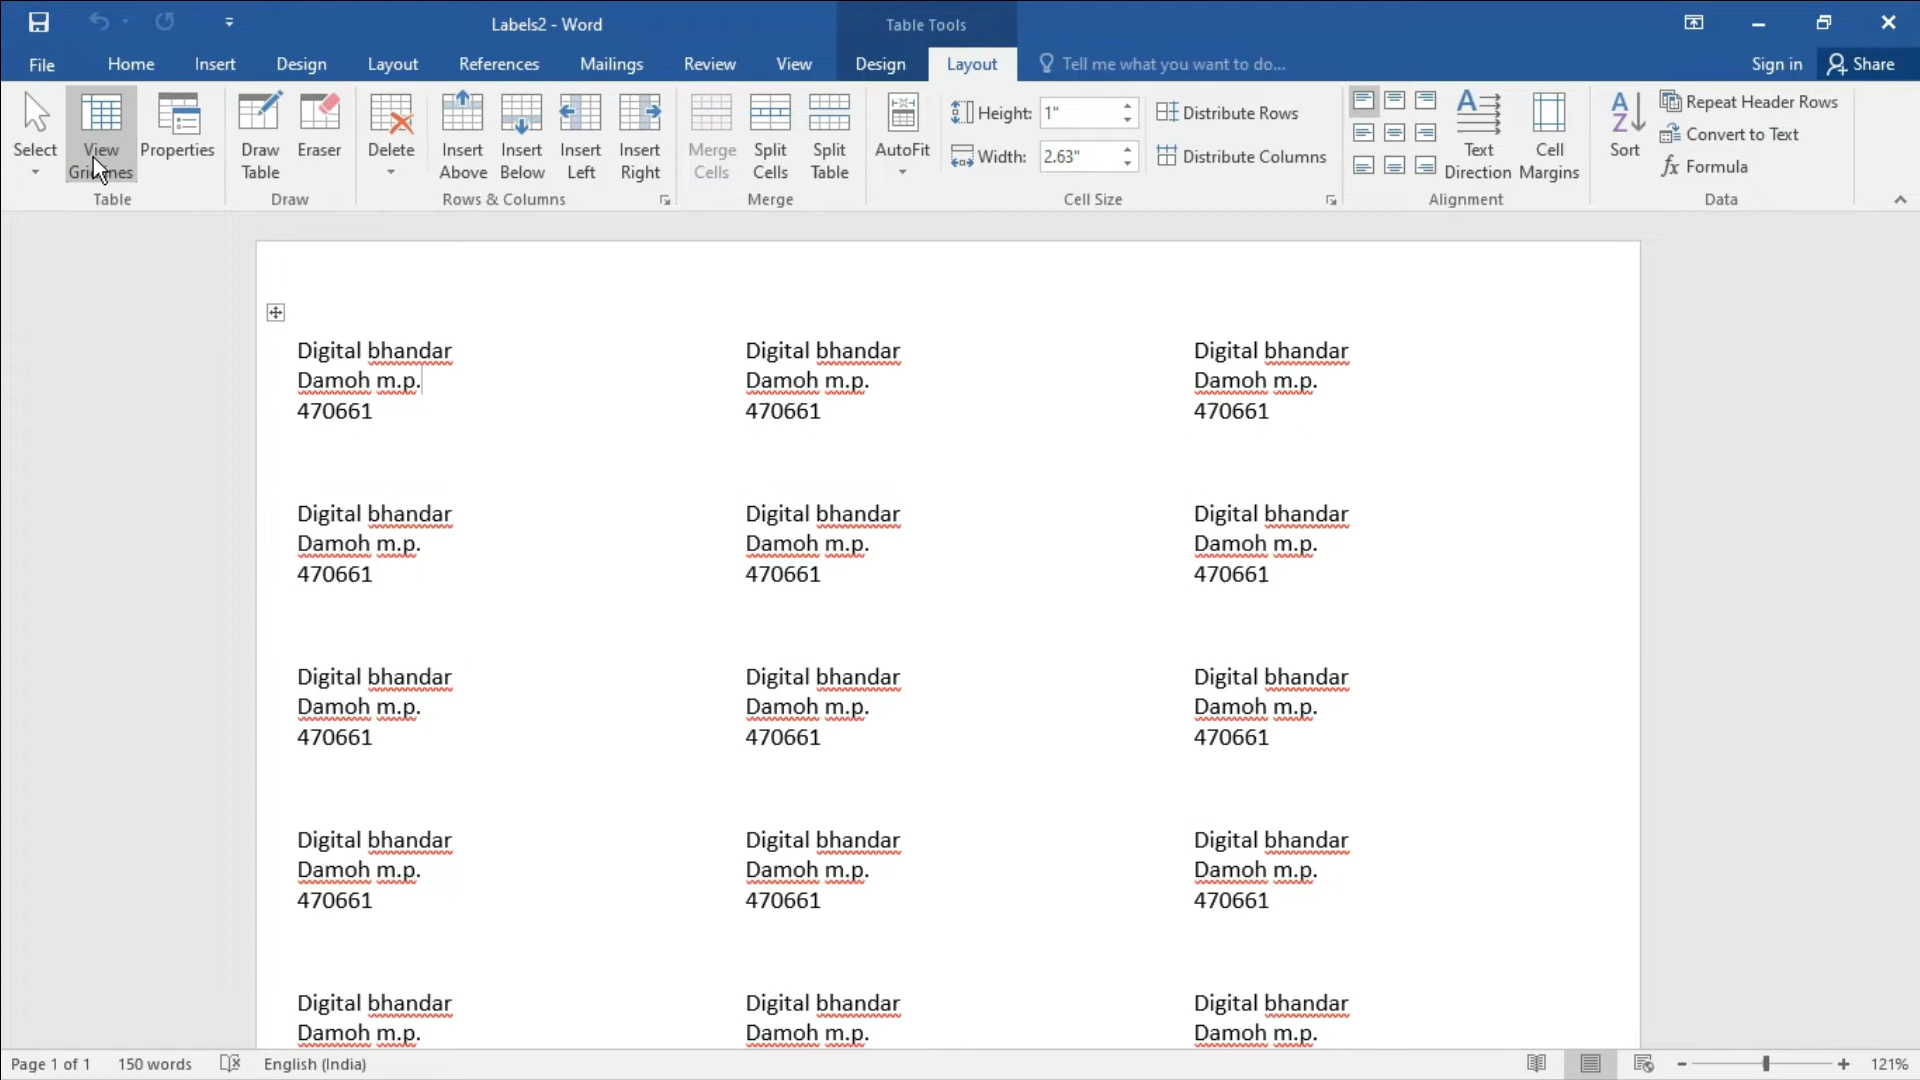 Labels2 - Word
Table Tools
File Home Insert Design Layout References Mailings Review View Design Layout Tell me what you want to do... Sign in Share
Select
View
Properties
Draw Table
Eraser
Delete
Insert Above
Insert Below
Insert Left
Insert Right
Merge Cells
Split Cells
Split Table
AutoFit
Height: 1"
Width: 2.63"
Distribute Rows
Distribute Columns
Text Direction
Cell Margins
Sort
Repeat Header Rows
Convert to Text
Formula
Table Draw Rows & Columns Merge Cell Size Alignment Data
Digital bhandar Digital bhandar Digital bhandar
Damoh m.p. Damoh m.p. Damoh m.p.
470661 470661 470661
Digital bhandar Digital bhandar Digital bhandar
Damoh m.p. Damoh m.p. Damoh m.p.
470661 470661 470661
Digital bhandar Digital bhandar Digital bhandar
Damoh m.p. Damoh m.p. Damoh m.p.
470661 470661 470661
Digital bhandar Digital bhandar Digital bhandar
Damoh m.p. Damoh m.p. Damoh m.p.
470661 470661 470661
Digital bhandar Digital bhandar Digital bhandar
Damoh m.p. Damoh m.p. Damoh m.p.
Page 1 of 1 150 words English (India) 121%